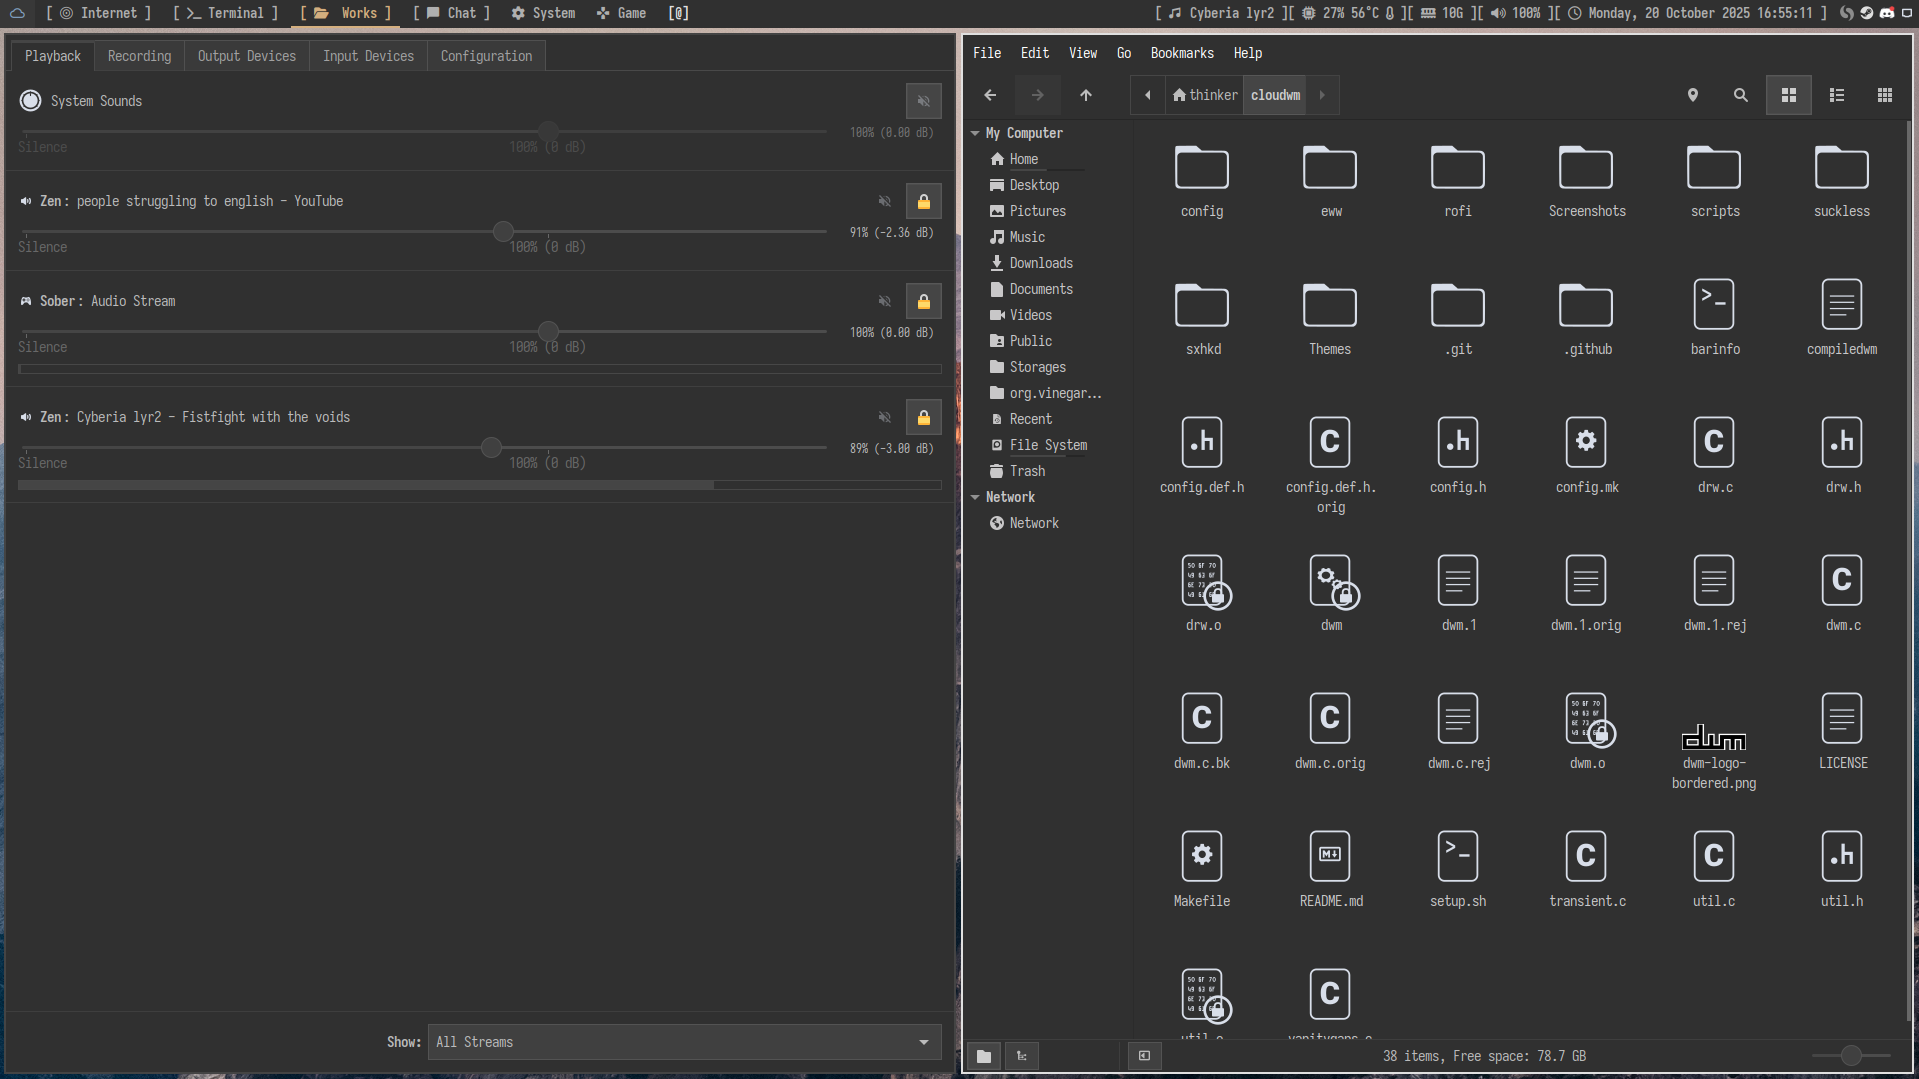 [ Internet ] [ Terminal ] [ Works ] [ Chat ] System Game [@] [ Cyberia lyr2 ][ 27% 56°C ][ 10G ][ 100% ][ Monday, 20 October 2025 16:55:11 ]
Playback Recording Output Devices Input Devices Configuration
System Sounds
100% (0.00 dB)
Silence 100% (0 dB)
Zen: people struggling to english - YouTube
91% (-2.36 dB)
Silence 100% (0 dB)
Sober: Audio Stream
100% (0.00 dB)
Silence 100% (0 dB)
Zen: Cyberia lyr2 - Fistfight with the voids
89% (-3.00 dB)
Silence 100% (0 dB)
Show: All Streams
File Edit View Go Bookmarks Help
thinker cloudwm
My Computer
Home
Desktop
Pictures
Music
Downloads
Documents
Videos
Public
Storages
org.vinegar...
Recent
File System
Trash
Network
Network
config eww rofi Screenshots scripts suckless
sxhkd Themes .git .github barinfo compiledwm
.h C .h C .h
config.def.h config.def.h. config.h config.mk drw.c drw.h
orig
C
drw.o dwm dwm.1 dwm.1.orig dwm.1.rej dwm.c
C C dwm
dwm.c.bk dwm.c.orig dwm.c.rej dwm.o dwm-logo- LICENSE
bordered.png
M C C .h
Makefile README.md setup.sh transient.c util.c util.h
C
util.o vanitygaps.c
38 items, Free space: 78.7 GB